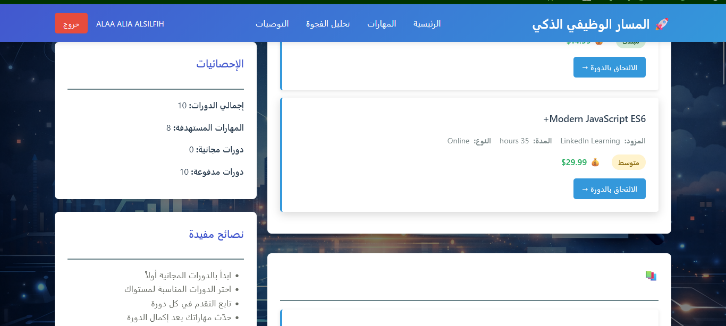 🚀 المسار الوظيفي الذكي
الرئيسية
المهارات
تحليل الفجوة
التوصيات
ALAA ALIA ALSILFIH
خروج
الالتحاق بالدورة →
Modern JavaScript ES6+
المزود: LinkedIn Learning المدة: 35 hours النوع: Online
متوسط 💰 $29.99
الالتحاق بالدورة →
📚
الإحصائيات
إجمالي الدورات: 10
المهارات المستهدفة: 8
دورات مجانية: 0
دورات مدفوعة: 10
نصائح مفيدة
• ابدأ بالدورات المجانية أولاً
• اختر الدورات المناسبة لمستواك
• تابع التقدم في كل دورة
• حدّث مهاراتك بعد إكمال الدورة